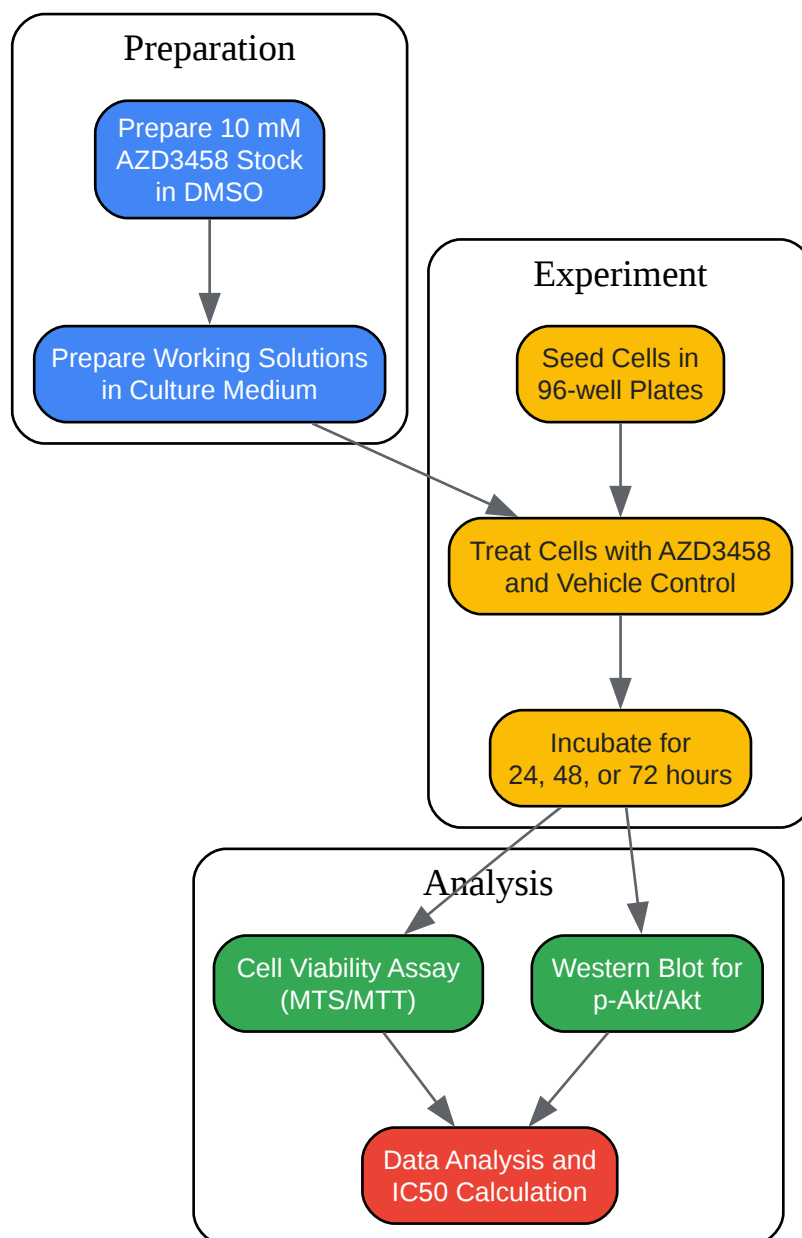 Preparation
Prepare 10 mM
AZD3458 Stock
in DMSO
Prepare Working Solutions
in Culture Medium
Experiment
Seed Cells in
96-well Plates
Treat Cells with AZD3458
and Vehicle Control
Incubate for
24, 48, or 72 hours
Analysis
Cell Viability Assay
(MTS/MTT)
Western Blot for
p-Akt/Akt
Data Analysis and
IC50 Calculation